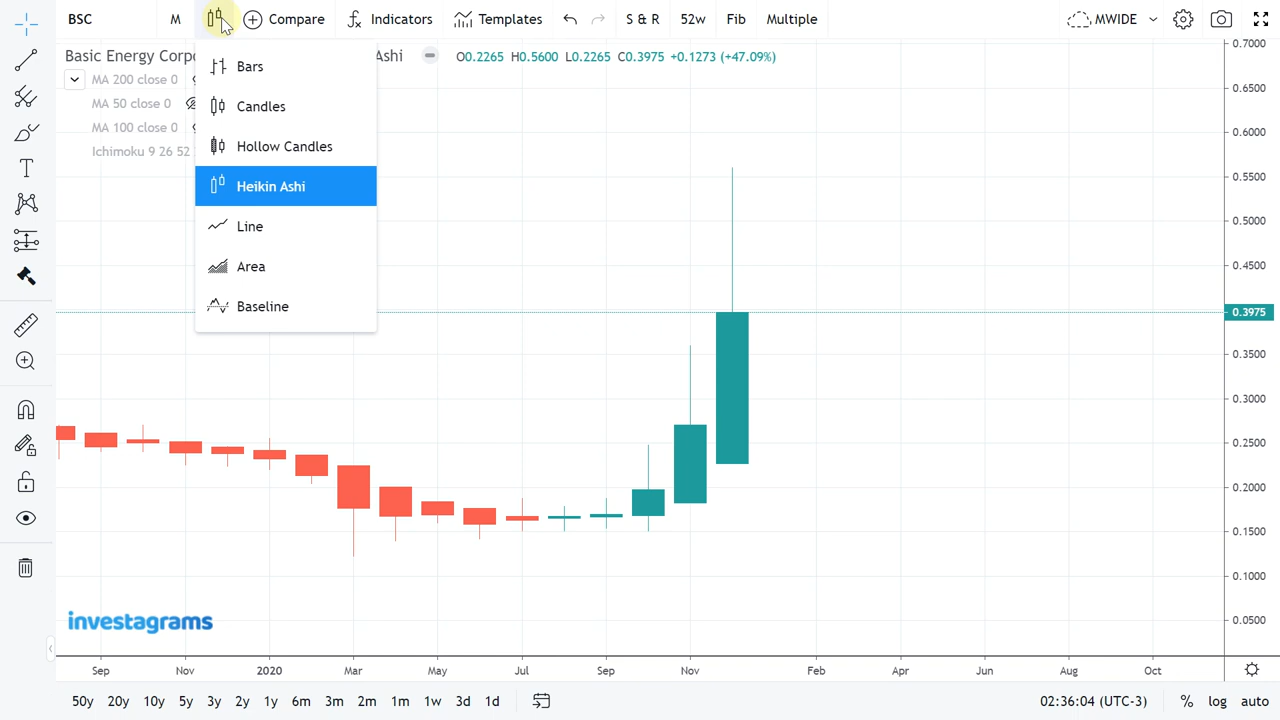 BSC M Compare Indicators Templates S & R 52w Fib Multiple MWIDE
Basic Energy Corpo Ashi O0.2265 H0.5600 L0.2265 C0.3975 +0.1273 (+47.09%)
MA 200 close 0
MA 50 close 0
MA 100 close 0
Ichimoku 9 26 52
Bars
Candles
Hollow Candles
Heikin Ashi
Line
Area
Baseline
0.7000
0.6500
0.6000
0.5500
0.5000
0.4500
0.3975
0.3500
0.3000
0.2500
0.2000
0.1500
0.1000
0.0500
investagrams
Sep Nov 2020 Mar May Jul Sep Nov Feb Apr Jun Aug Oct
50y 20y 10y 5y 3y 2y 1y 6m 3m 2m 1m 1w 3d 1d 02:36:04 (UTC-3) % log auto